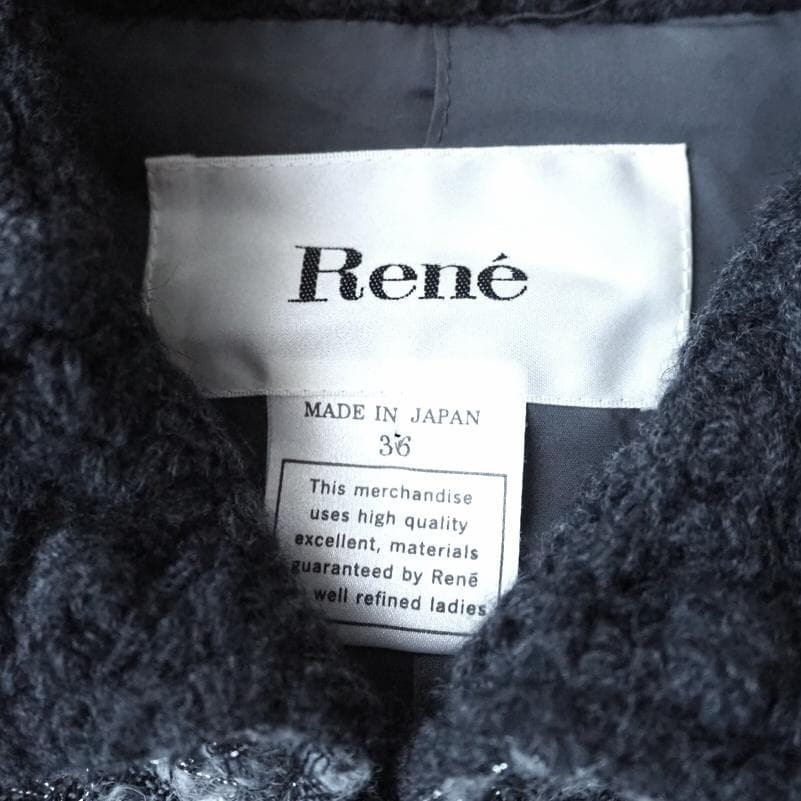 René
MADE IN JAPAN
36
This merchandise
uses high quality
excellent, materials
guaranteed by René
well refined ladies